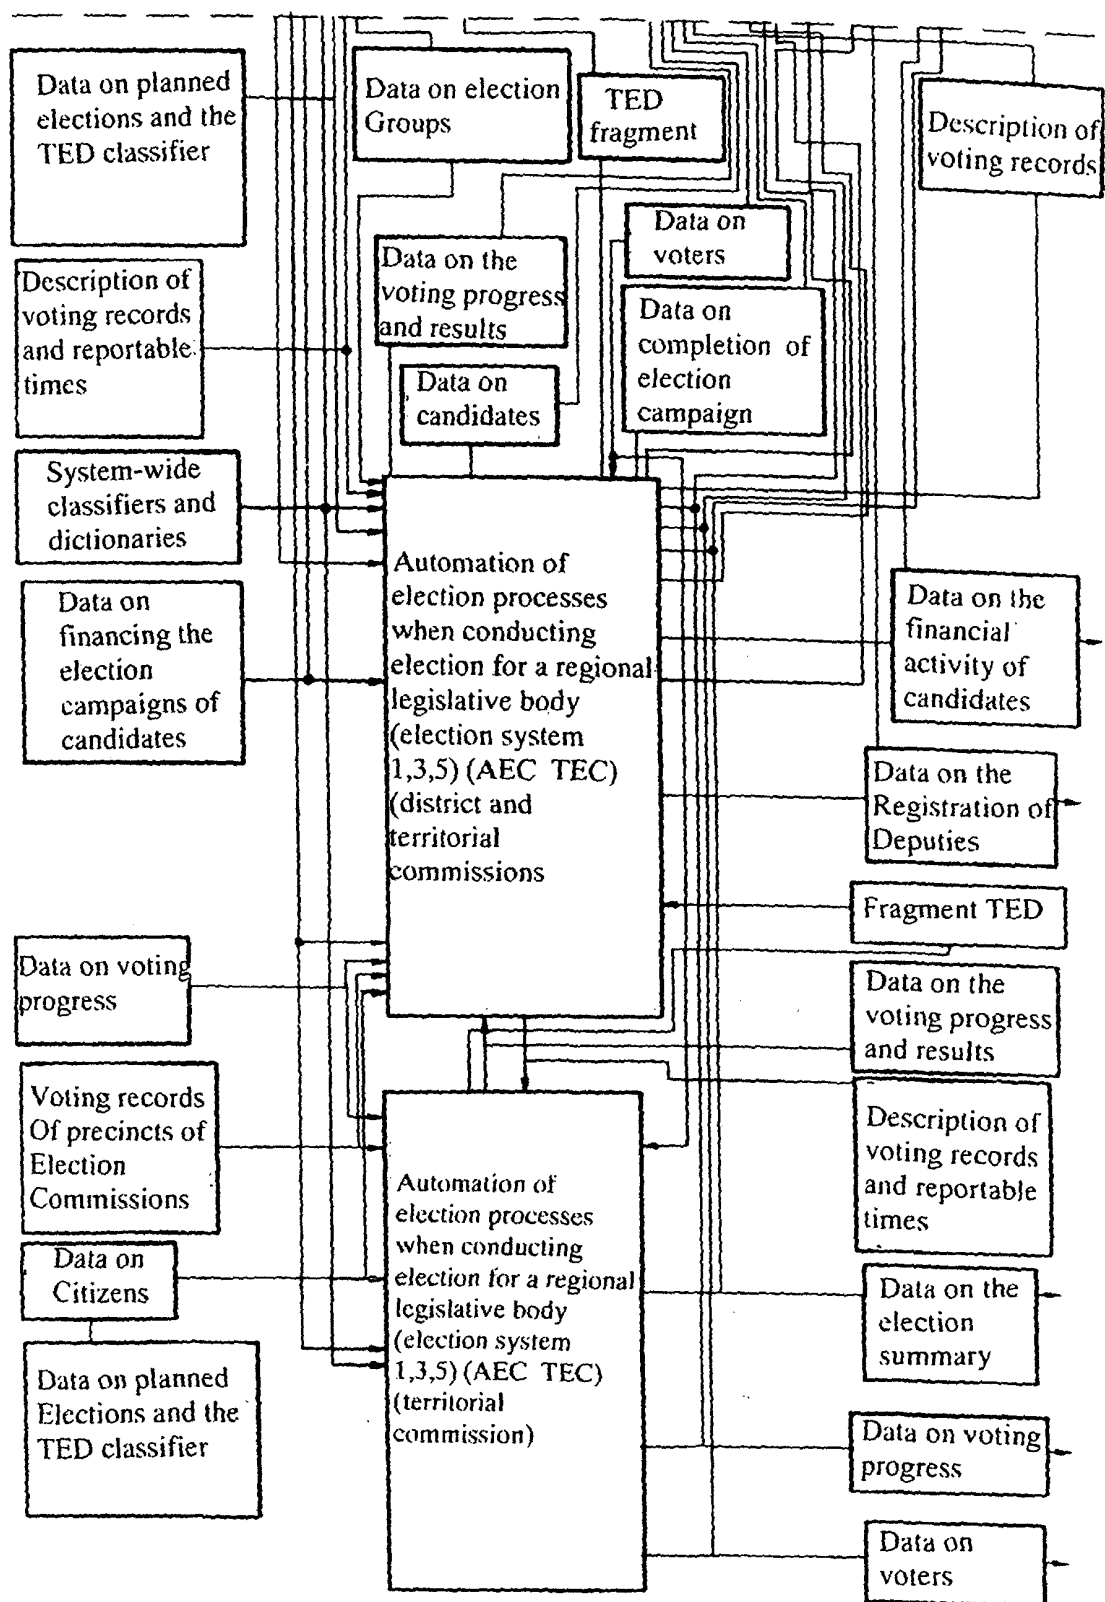 Data on planned
elections and the
TED classifier
Data on election
Groups
TED
fragment
Description of
voting records
Data on
voters
Description of
voting records
and reportable
times
Data on the
voting progress
and results
Data on
completion of
election
campaign
Data on
candidates
System-wide
classifiers and
dictionaries
Data on
financing the
election
campaigns of
candidates
Automation of
election processes
when conducting
election for a regional
legislative body
(election system
1,3,5) (AEC TEC)
(district and
territorial
commissions
Data on the
financial
activity of
candidates
Data on the
Registration of
Deputies
Fragment TED
Data on voting
progress
Data on the
voting progress
and results
Voting records
Of precincts of
Election
Commissions
Description of
voting records
and reportable
times
Data on
Citizens
Automation of
election processes
when conducting
election for a regional
legislative body
(election system
1,3,5) (AEC TEC)
(territorial
commission)
Data on the
election
summary
Data on planned
Elections and the
TED classifier
Data on voting
progress
Data on
voters